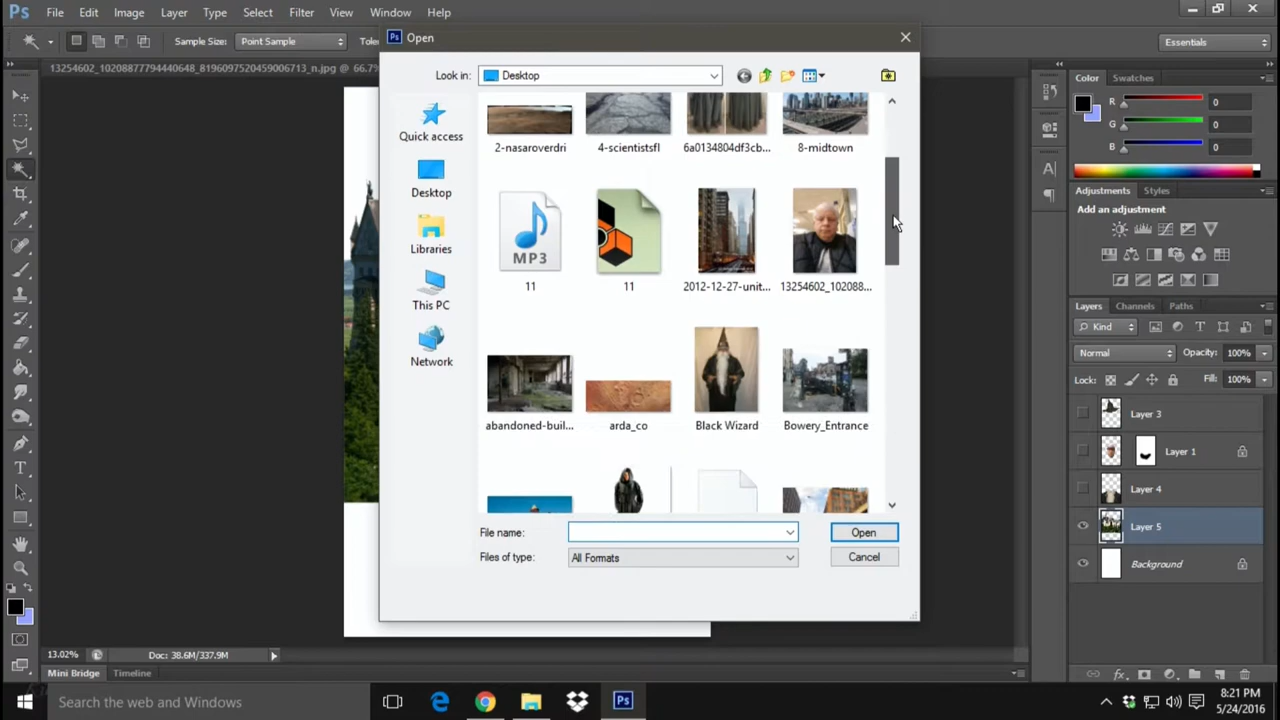 Ps File Edit Image Layer Type Select Filter View Window Help
Sample Size: Point Sample
Essentials
13254602_10208877794440648_8196097520459006713_n.jpg @ 66.7%
Open
Look in: Desktop
Quick access
Desktop
Libraries
This PC
Network
2-nasaroverdri 4-scientistsfl 6a0134804df3cb... 8-midtown
MP3
11 11 2012-12-27-unit... 13254602_102088...
abandoned-buil... arda_co Black Wizard Bowery_Entrance
File name: Open
Files of type: All Formats Cancel
Color Swatches
R 0
G 0
B 0
Adjustments Styles
Add an adjustment
Layers Channels Paths
Kind
Normal Opacity: 100%
Lock: Fill: 100%
Layer 3
Layer 1
Layer 4
Layer 5
Background
13.02% Doc: 38.6M/337.9M
Mini Bridge Timeline
Search the web and Windows
8:21 PM
5/24/2016